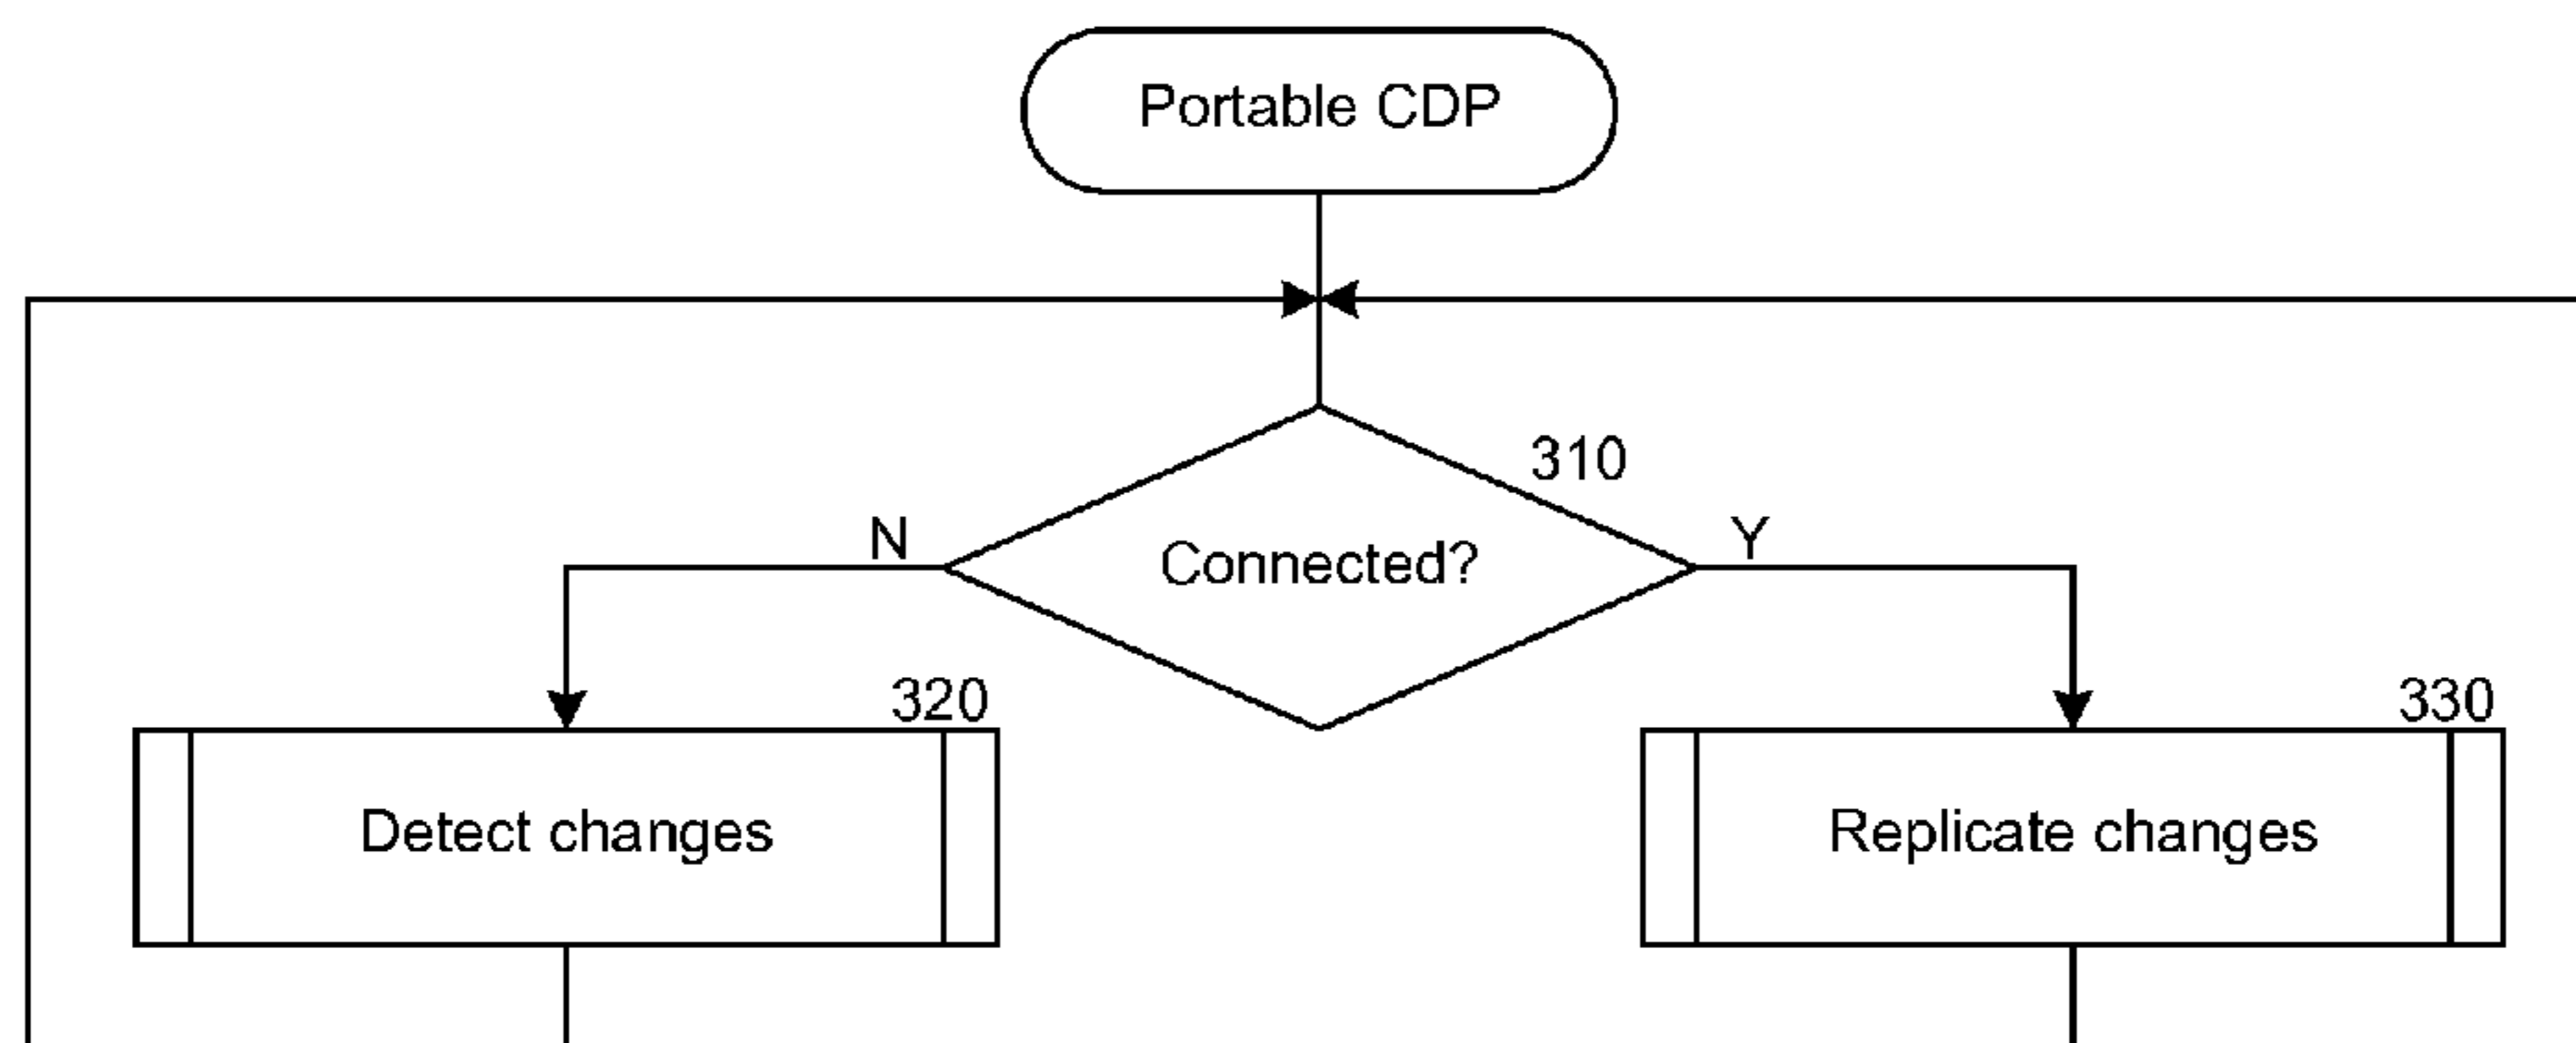 Portable CDP
310
N
Connected?
Y
320
330
Detect changes
Replicate changes